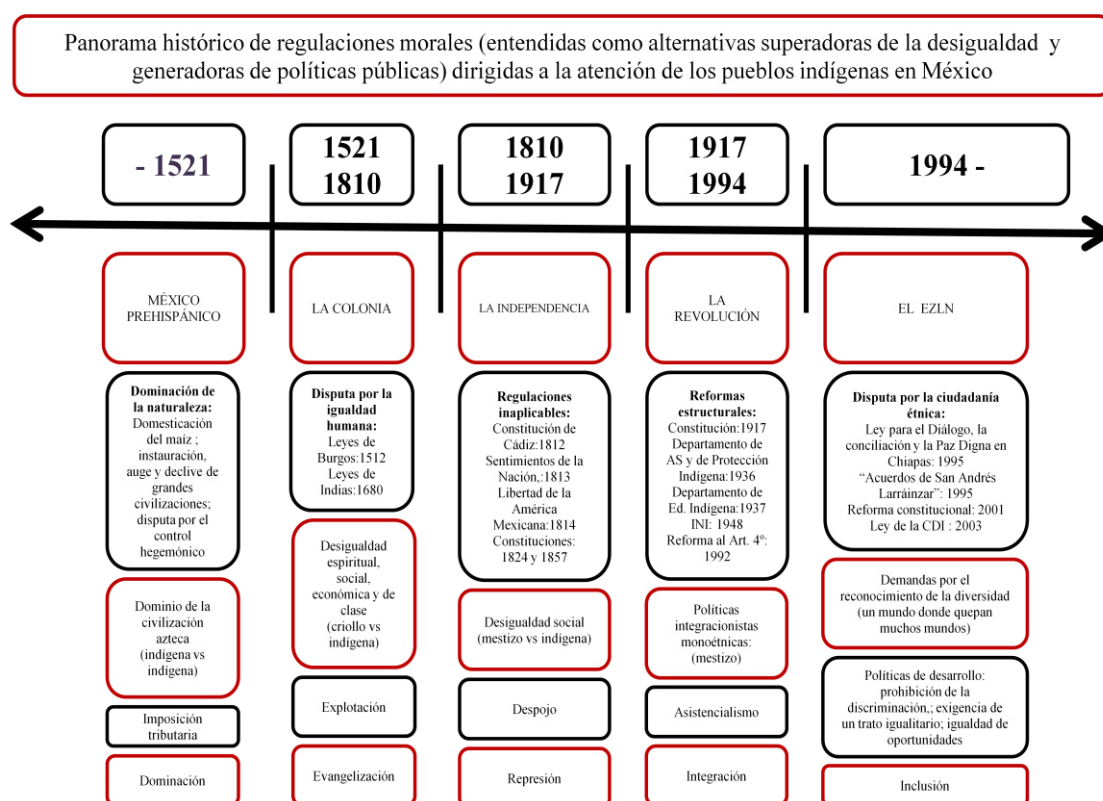 Panorama histórico de regulaciones morales (entendidas como alternativas superadoras de la desigualdad y
generadoras de políticas públicas) dirigidas a la atención de los pueblos indígenas en México
- 1521
1521
1810
1810
1917
1917
1994
1994 -
MÉXICO
PREHISPÁNICO
LA COLONIA
LA INDEPENDENCIA
LA
REVOLUCIÓN
EL EZLN
Dominación de
la naturaleza:
Domesticación
del maíz ;
instauración,
auge y declive de
grandes
civilizaciones;
disputa por el
control
hegemónico
Dominio de la
civilización
azteca
(indígena vs
indígena)
Imposición
tributaria
Dominación
Disputa por la
igualdad
humana:
Leyes de
Burgos:1512
Leyes de
Indias:1680
Desigualdad
espiritual,
social,
económica y de
clase
(criollo vs
indígena)
Explotación
Evangelización
Regulaciones
inaplicables:
Constitución de
Cádiz:1812
Sentimientos de la
Nación,:1813
Libertad de la
América
Mexicana:1814
Constituciones:
1824 y 1857
Desigualdad social
(mestizo vs indígena)
Despojo
Represión
Reformas
estructurales:
Constitución:1917
Departamento de
AS y de Protección
Indígena:1936
Departamento de
Ed. Indígena:1937
INI: 1948
Reforma al Art. 4º:
1992
Políticas
integracionistas
monoétnicas:
(mestizo)
Asistencialismo
Integración
Disputa por la ciudadanía
étnica:
Ley para el Diálogo, la
conciliación y la Paz Digna en
Chiapas: 1995
“Acuerdos de San Andrés
Larráinzar”: 1995
Reforma constitucional: 2001
Ley de la CDI : 2003
Demandas por el
reconocimiento de la diversidad
(un mundo donde quepan
muchos mundos)
Políticas de desarrollo:
prohibición de la
discriminación,; exigencia de
un trato igualitario; igualdad de
oportunidades
Inclusión